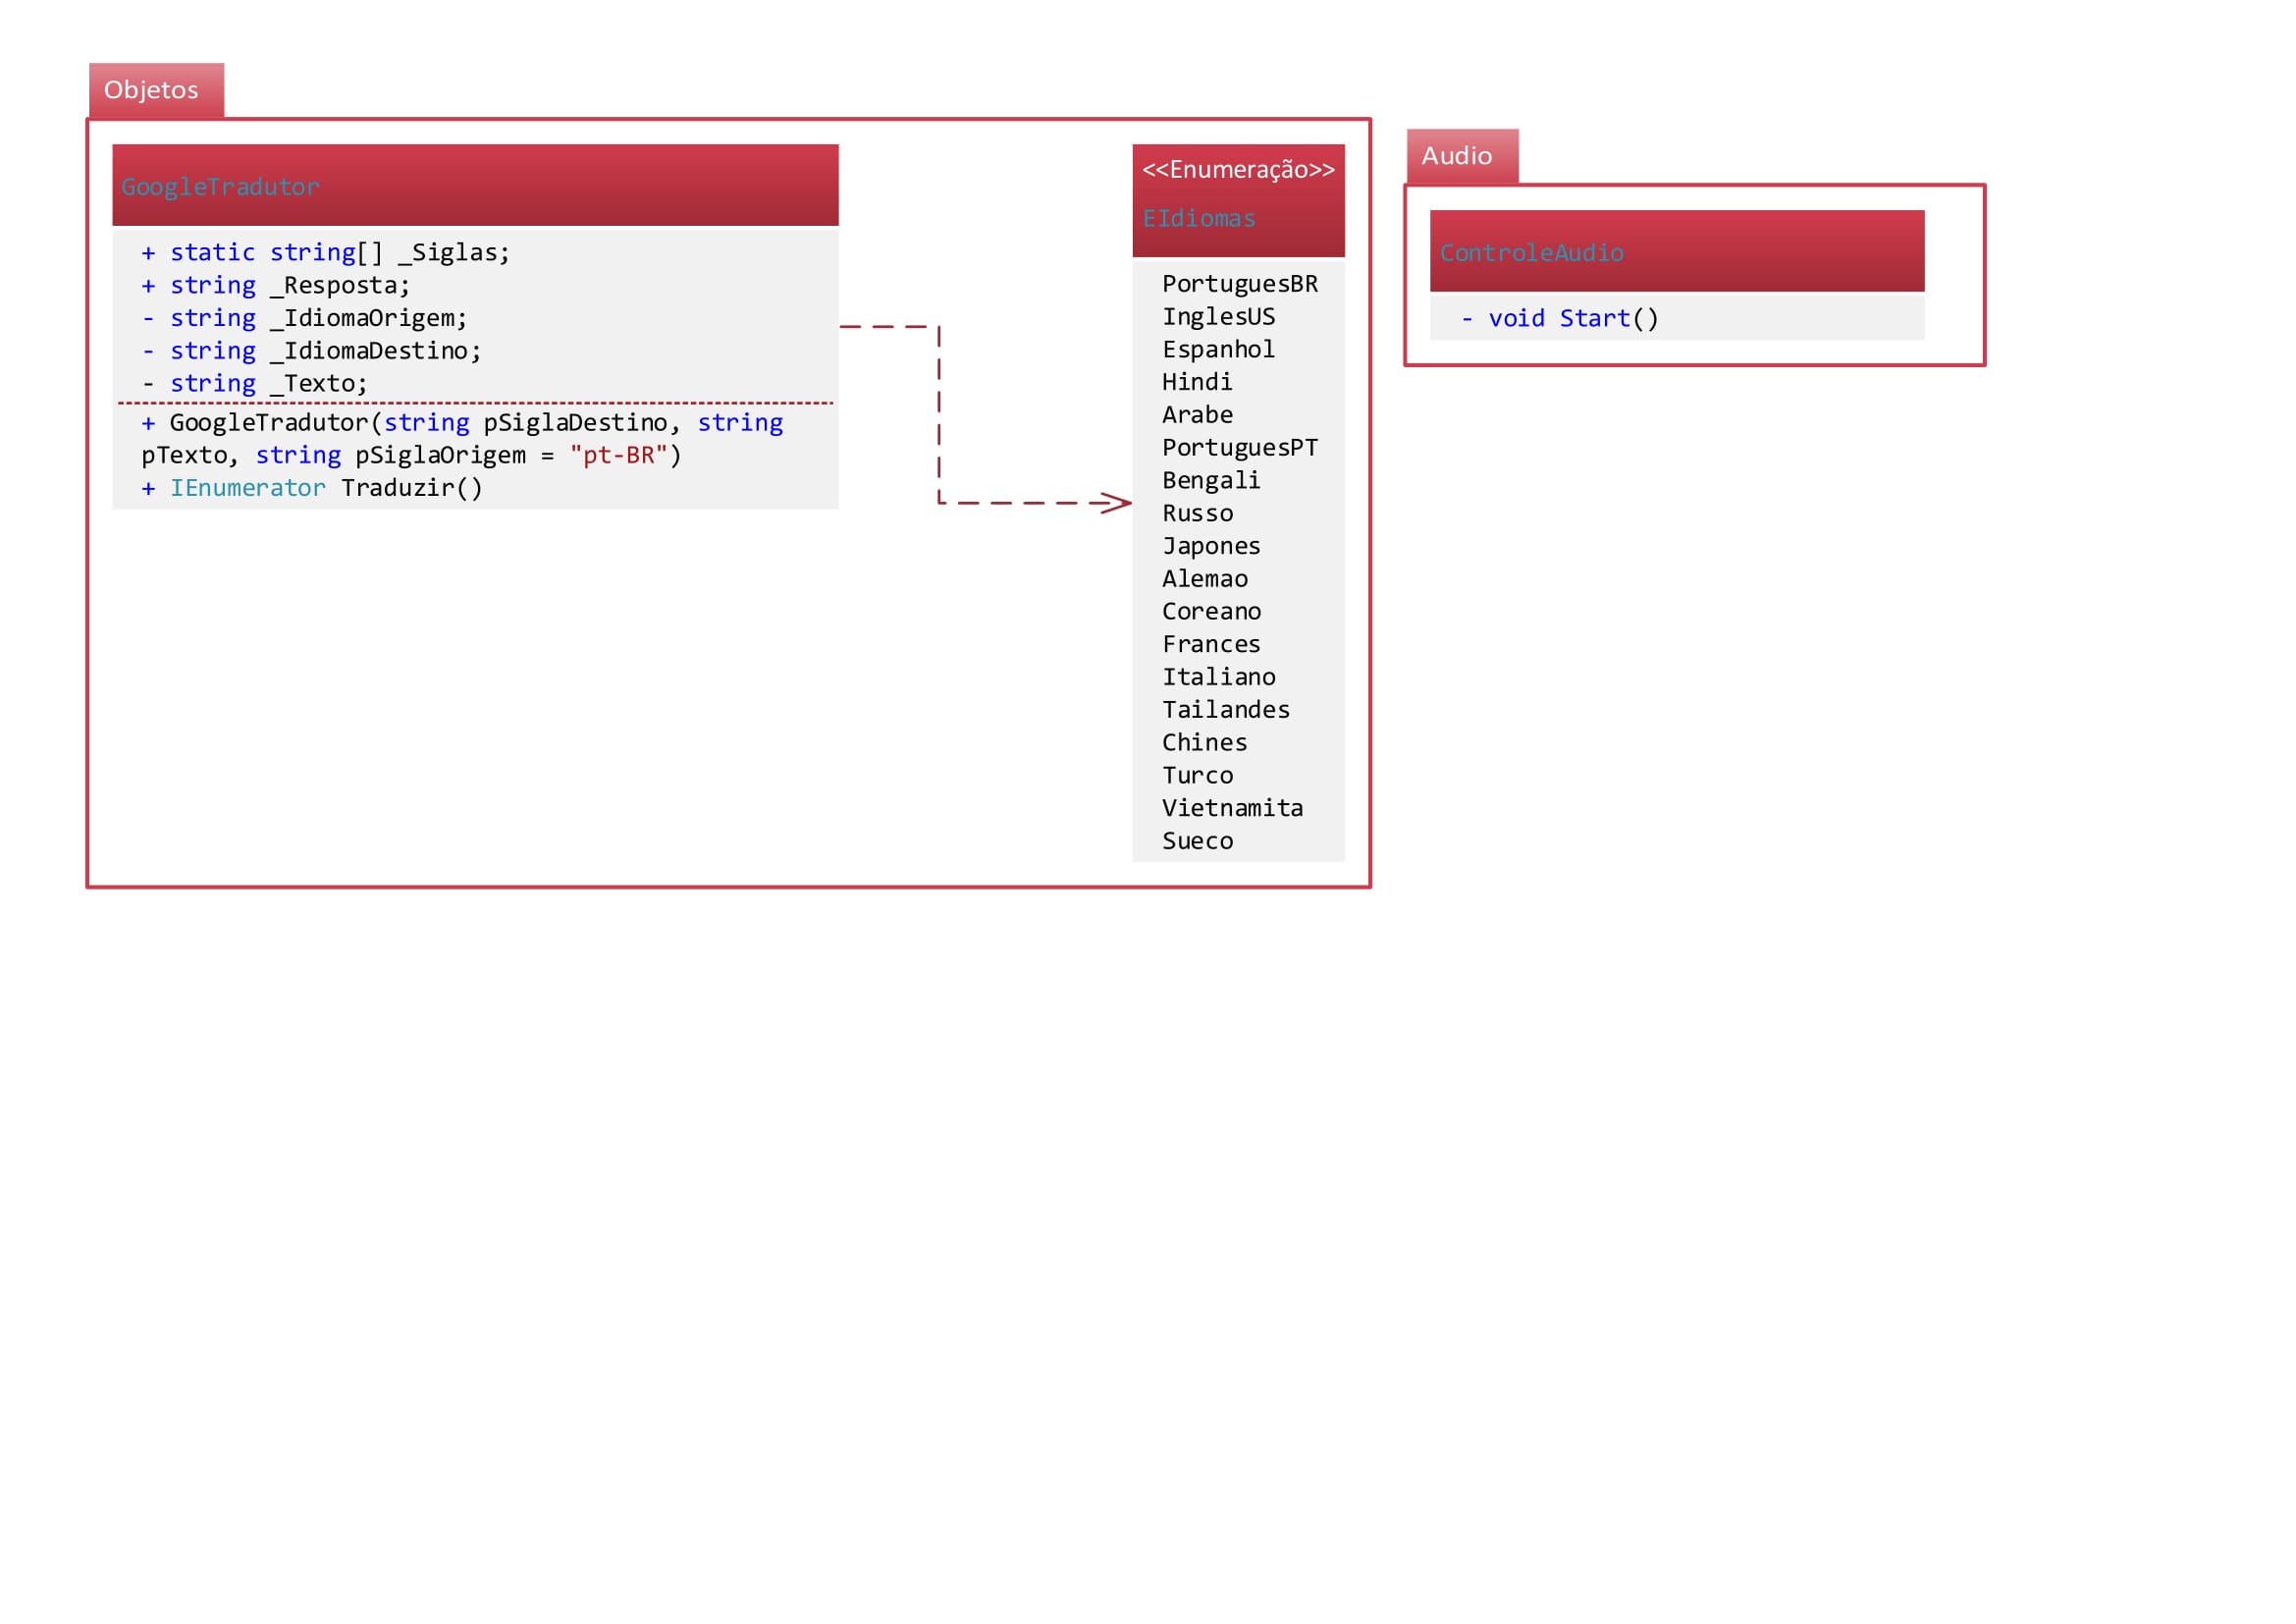 Objetos
GoogleTradutor
+ static string[] _Siglas;
+ string _Resposta;
- string _IdiomaOrigem;
- string _IdiomaDestino;
- string _Texto;
+ GoogleTradutor(string pSiglaDestino, string
pTexto, string pSiglaOrigem = "pt-BR")
+ IEnumerator Traduzir()
<<Enumeração>>
EIdiomas
PortuguesBR
InglesUS
Espanhol
Hindi
Arabe
PortuguesPT
Bengali
Russo
Japones
Alemao
Coreano
Frances
Italiano
Tailandes
Chines
Turco
Vietnamita
Sueco
Audio
ControleAudio
- void Start()